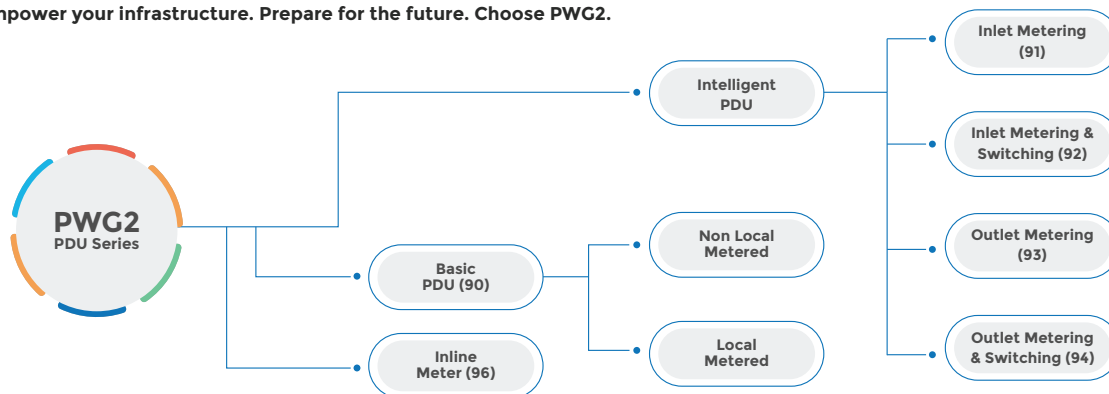 npower your infrastructure. Prepare for the future. Choose PWG2.
Inlet Metering
(91)
Intelligent
PDU
Inlet Metering &
Switching (92)
PWG2
PDU Series
Non Local
Metered
Outlet Metering
(93)
Basic
PDU (90)
Inline
Meter (96)
Local
Metered
Outlet Metering
& Switching (94)